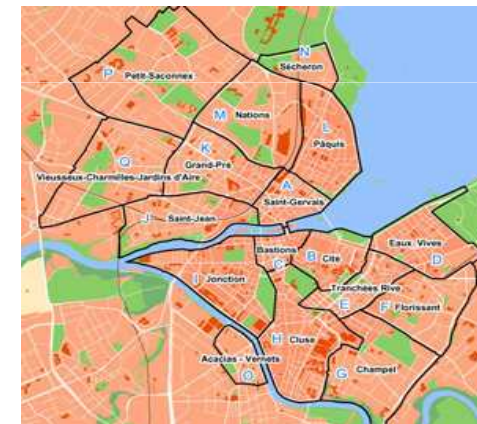 N
Sécheron
P
Petit-Saconnex
M
Nations
L
Pâquis
K
Grand-Pré
Q
Vieusseux-Charmilles-Jardins d'Aire
A
Saint-Gervais
J
Saint-Jean
Eaux. Vives
D
Bastions
C
B
Cité
I
Jonction
Tranchées Rive
E
F
Florissant
H
Cluse
Acacias - Vernets
O
G
Champel